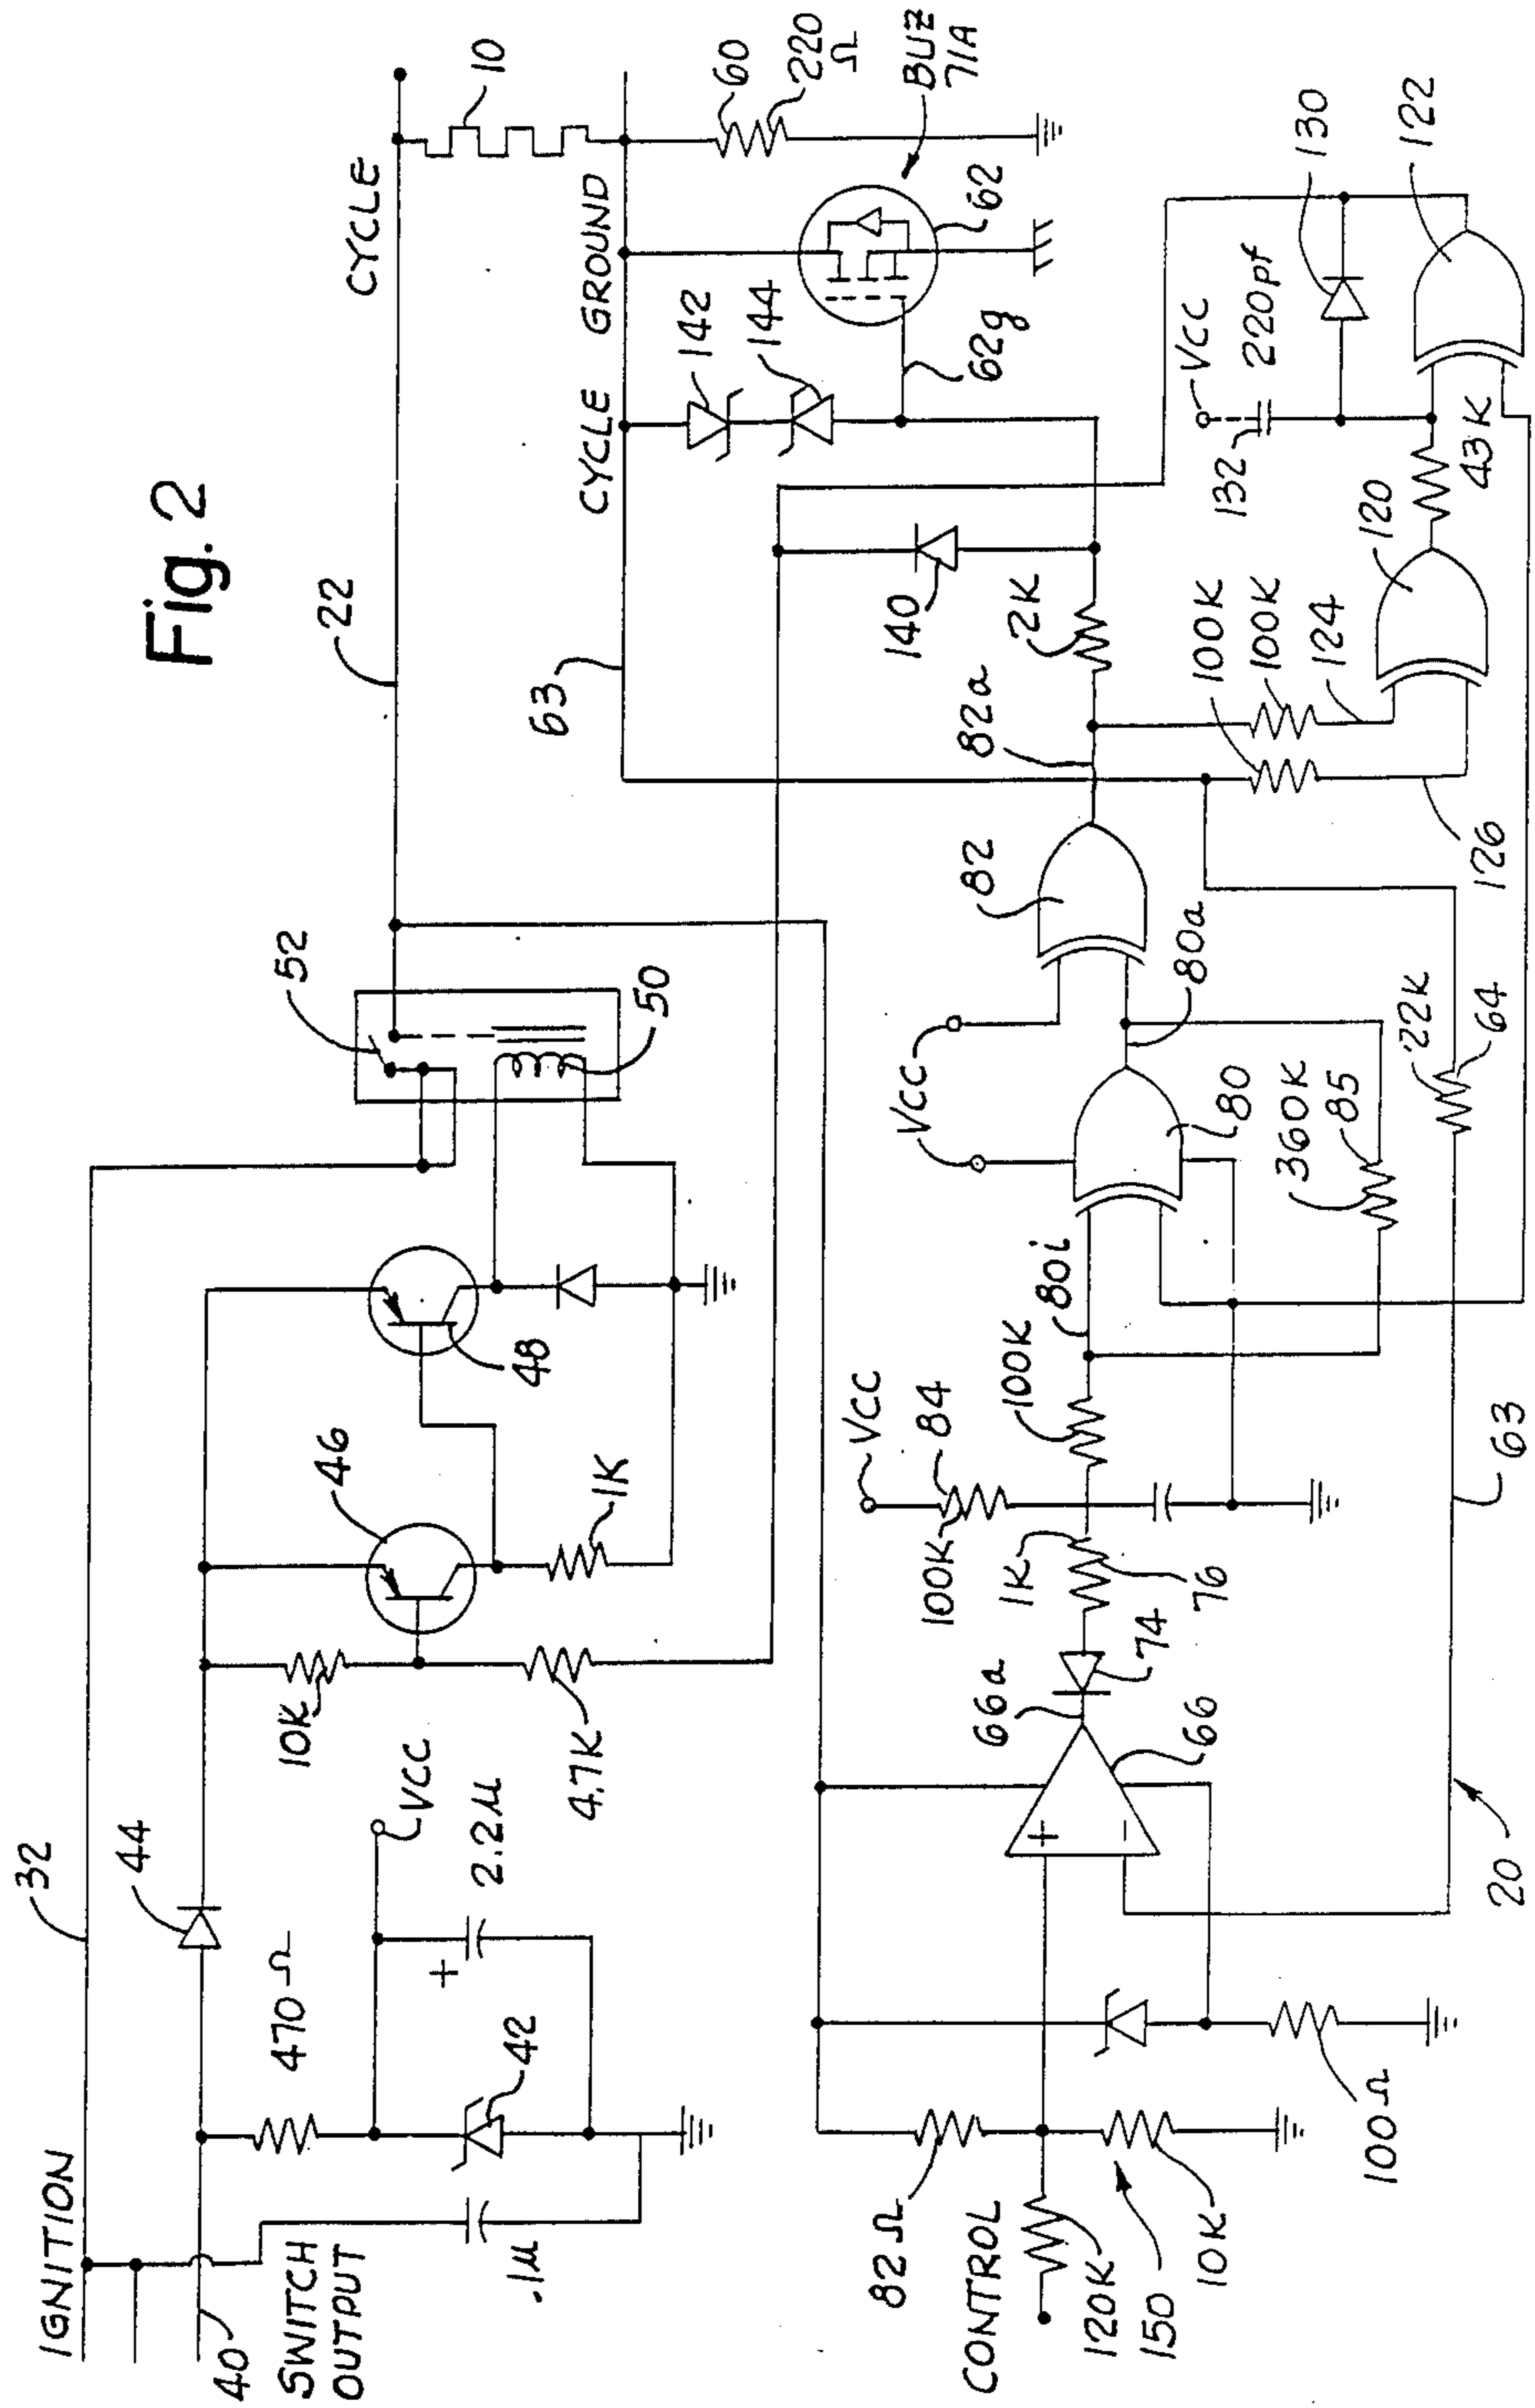 Fig. 2
IGNITION
32
44
40
SWITCH
OUTPUT
470Ω
42
.1µ
2.2µ
VCC
10K
4.7K
46
1K
48
52
50
22
CYCLE
10
63
CYCLE GROUND
60
220
Ω
142
144
62g
62
BUZ
71A
140
2K
82a
82
VCC
80a
80
80i
100K
VCC
84
100K
1K
76
74
66a
66
+
−
+
82Ω
CONTROL
120K
150
10K
100Ω
20
63
360K
85
22K
64
126
100K
100K
124
120
43K
132
VCC
220pf
130
122